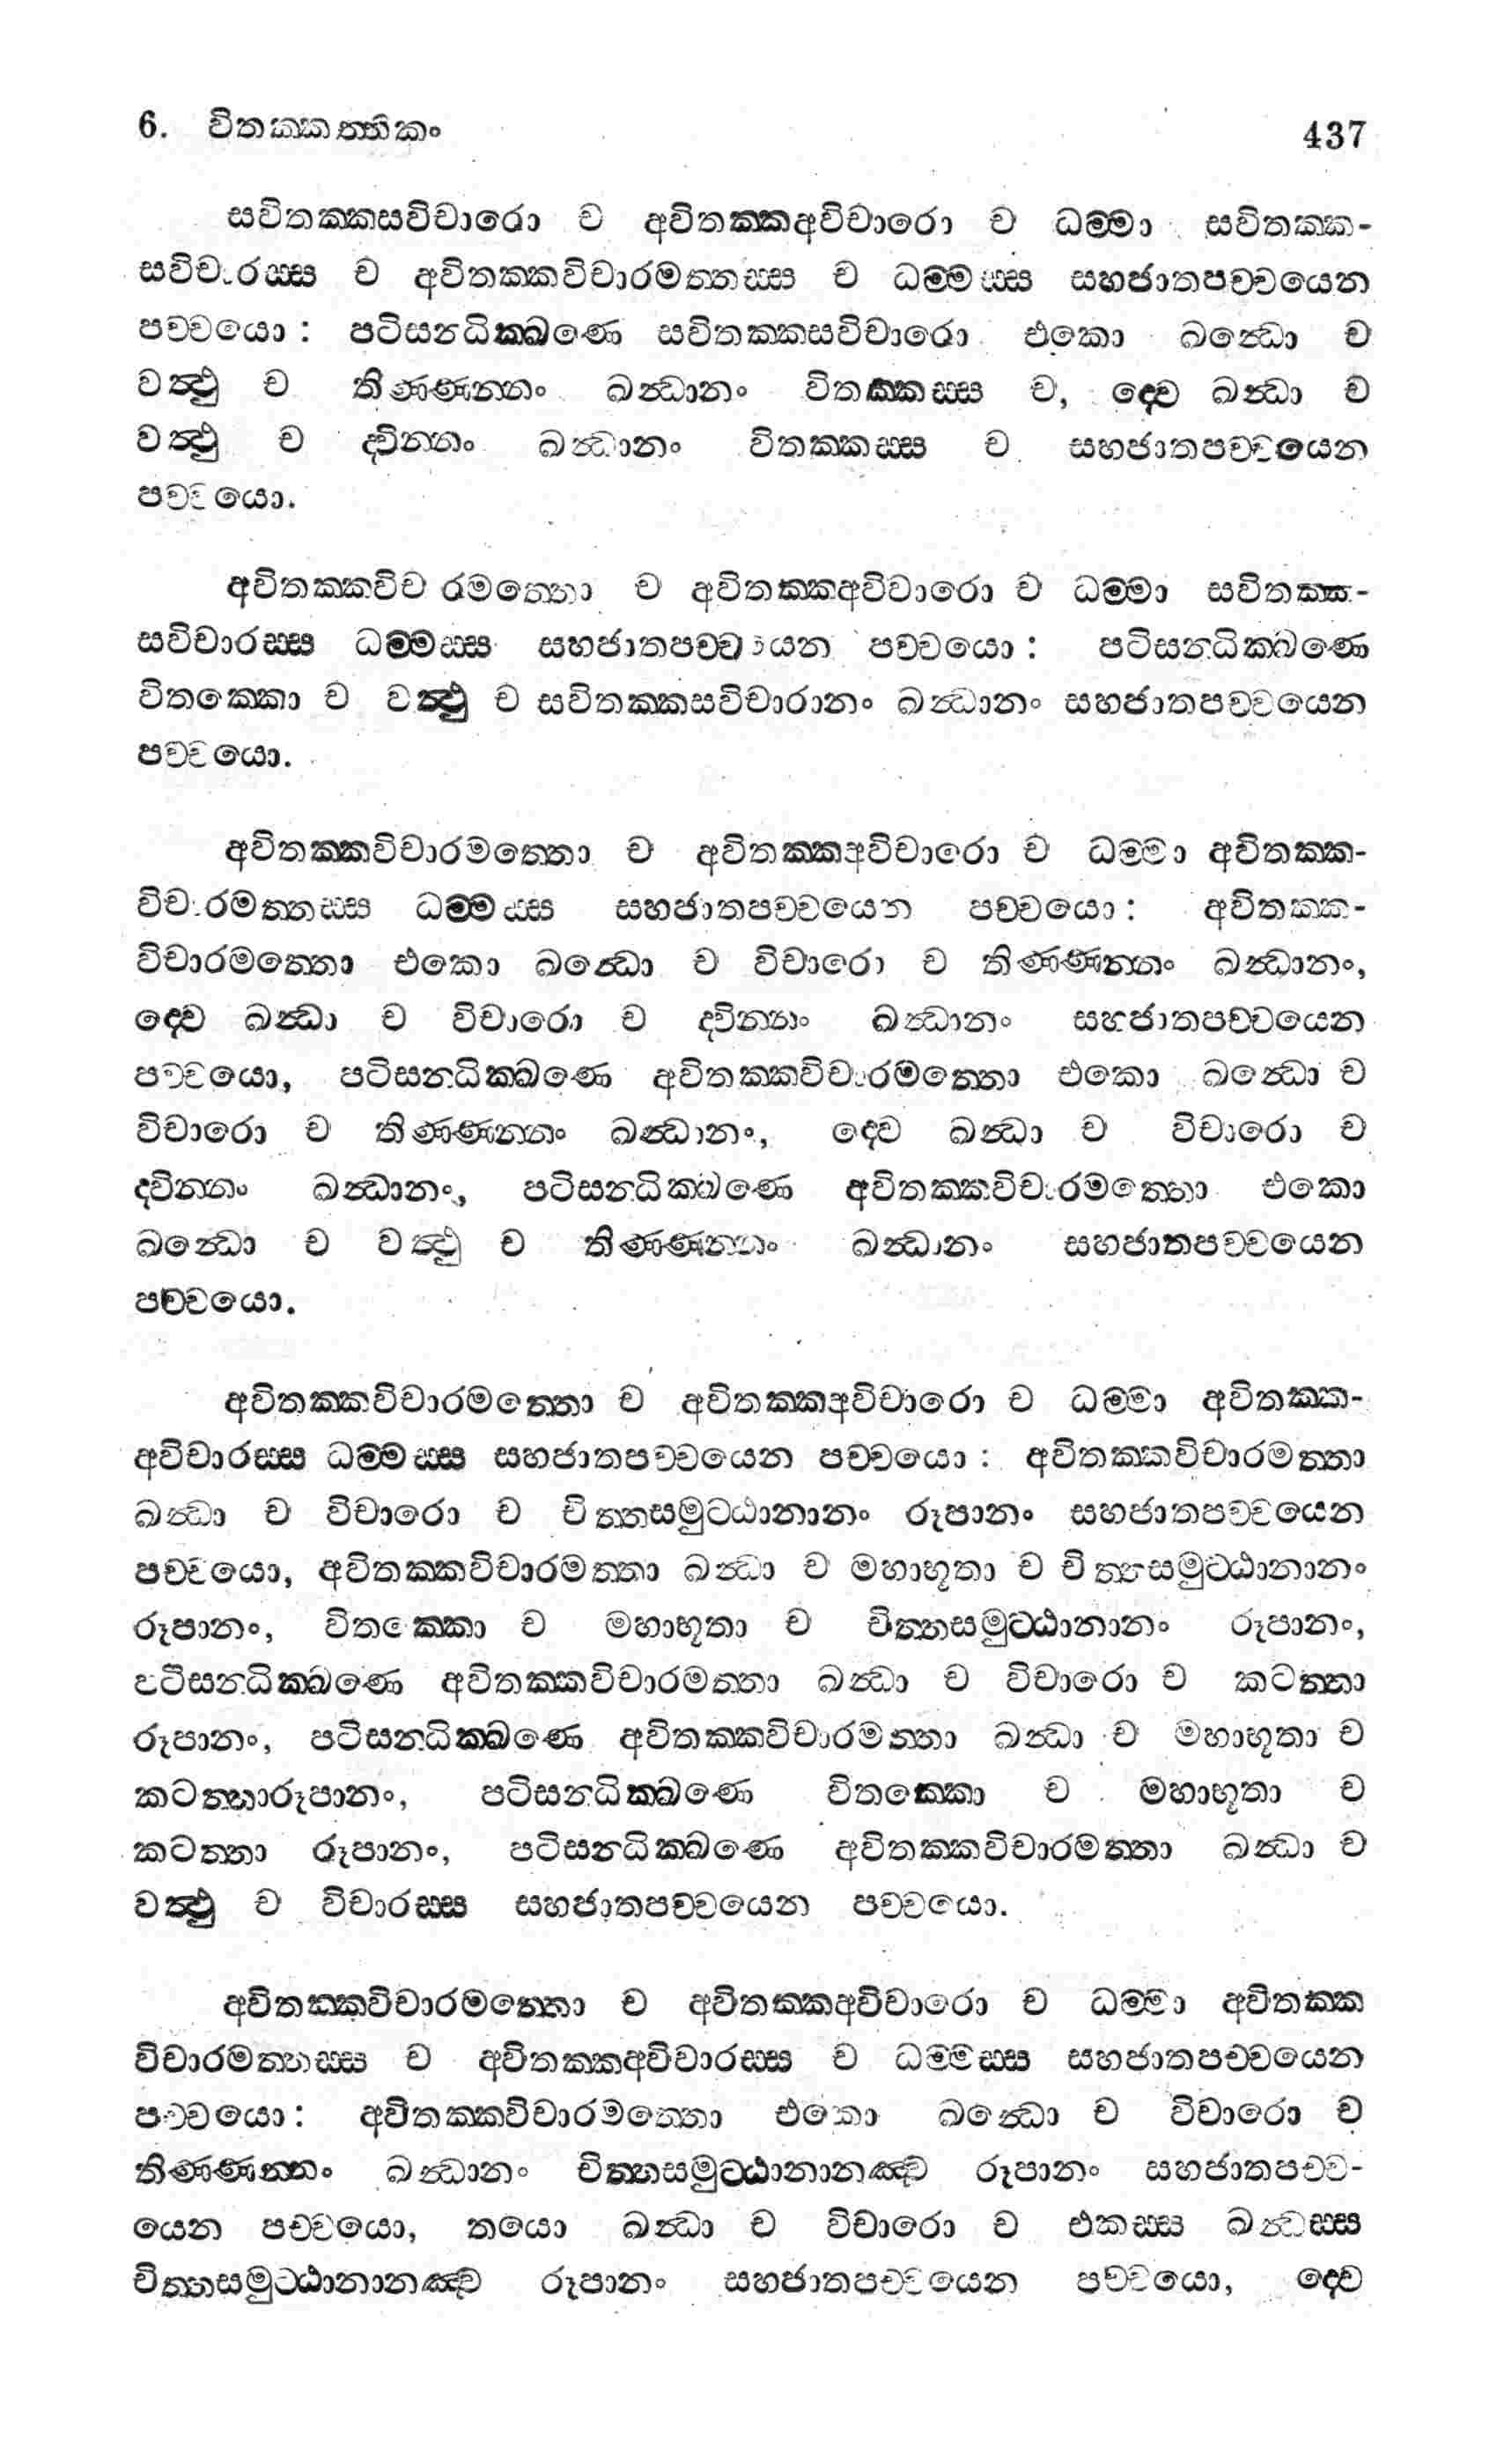 6. විතක්කත්තිකං 437
සවිතක්කසවිචාරො ච අවිතක්කඅවිචාරො ච ධම්මා සවිතක්ක-
සවිචාරස්ස ච අවිතක්කවිචාරමත්තස්ස ච ධම්මස්ස සහජාතපච්චයෙන
පච්චයො: පටිසන්ධික්ඛණෙ සවිතක්කසවිචාරො එකො ඛන්ධො ච
වත්ථු ච තිණ්ණන්නං ඛන්ධානං විතක්කස්ස ච, ද්වෙ ඛන්ධා ච
වත්ථු ච ද්වින්නං ඛන්ධානං විතක්කස්ස ච සහජාතපච්චයෙන
පච්චයො.
අවිතක්කවිචාරමත්තො ච අවිතක්කඅවිචාරො ච ධම්මා සවිතක්ක-
සවිචාරස්ස ධම්මස්ස සහජාතපච්චයෙන පච්චයො: පටිසන්ධික්ඛණෙ
විතක්කො ච වත්ථු ච සවිතක්කසවිචාරානං ඛන්ධානං සහජාතපච්චයෙන
පච්චයො.
අවිතක්කවිචාරමත්තො ච අවිතක්කඅවිචාරො ච ධම්මා අවිතක්ක-
විචාරමත්තස්ස ධම්මස්ස සහජාතපච්චයෙන පච්චයො: අවිතක්ක-
විචාරමත්තො එකො ඛන්ධො ච විචාරො ච තිණ්ණන්නං ඛන්ධානං,
ද්වෙ ඛන්ධා ච විචාරො ච ද්වින්නං ඛන්ධානං සහජාතපච්චයෙන
පච්චයො, පටිසන්ධික්ඛණෙ අවිතක්කවිචාරමත්තො එකො ඛන්ධො ච
විචාරො ච තිණ්ණන්නං ඛන්ධානං, ද්වෙ ඛන්ධා ච විචාරො ච
ද්වින්නං ඛන්ධානං, පටිසන්ධික්ඛණෙ අවිතක්කවිචාරමත්තො එකො
ඛන්ධො ච වත්ථු ච තිණ්ණන්නං ඛන්ධානං සහජාතපච්චයෙන
පච්චයො.
අවිතක්කවිචාරමත්තො ච අවිතක්කඅවිචාරො ච ධම්මා අවිතක්ක-
අවිචාරස්ස ධම්මස්ස සහජාතපච්චයෙන පච්චයො: අවිතක්කවිචාරමත්තා
ඛන්ධා ච විචාරො ච චිත්තසමුට්ඨානානං රූපානං සහජාතපච්චයෙන
පච්චයො, අවිතක්කවිචාරමත්තා ඛන්ධා ච මහාභූතා ච චිත්තසමුට්ඨානානං
රූපානං, විතක්කො ච මහාභූතා ච චිත්තසමුට්ඨානානං රූපානං,
පටිසන්ධික්ඛණෙ අවිතක්කවිචාරමත්තා ඛන්ධා ච විචාරො ච කටත්තා
රූපානං, පටිසන්ධික්ඛණෙ අවිතක්කවිචාරමත්තා ඛන්ධා ච මහාභූතා ච
කටත්තාරූපානං, පටිසන්ධික්ඛණෙ විතක්කො ච මහාභූතා ච
කටත්තා රූපානං, පටිසන්ධික්ඛණෙ අවිතක්කවිචාරමත්තා ඛන්ධා ච
වත්ථු ච විචාරස්ස සහජාතපච්චයෙන පච්චයො.
අවිතක්කවිචාරමත්තො ච අවිතක්කඅවිචාරො ච ධම්මා අවිතක්ක
විචාරමත්තස්ස ච අවිතක්කඅවිචාරස්ස ච ධම්මස්ස සහජාතපච්චයෙන
පච්චයො: අවිතක්කවිචාරමත්තො එකො ඛන්ධො ච විචාරො ච
තිණ්ණන්නං ඛන්ධානං චිත්තසමුට්ඨානානඤ්ච රූපානං සහජාතපච්ච-
යෙන පච්චයො, තයො ඛන්ධා ච විචාරො ච එකස්ස ඛන්ධස්ස
චිත්තසමුට්ඨානානඤ්ච රූපානං සහජාතපච්චයෙන පච්චයො, ද්වෙ